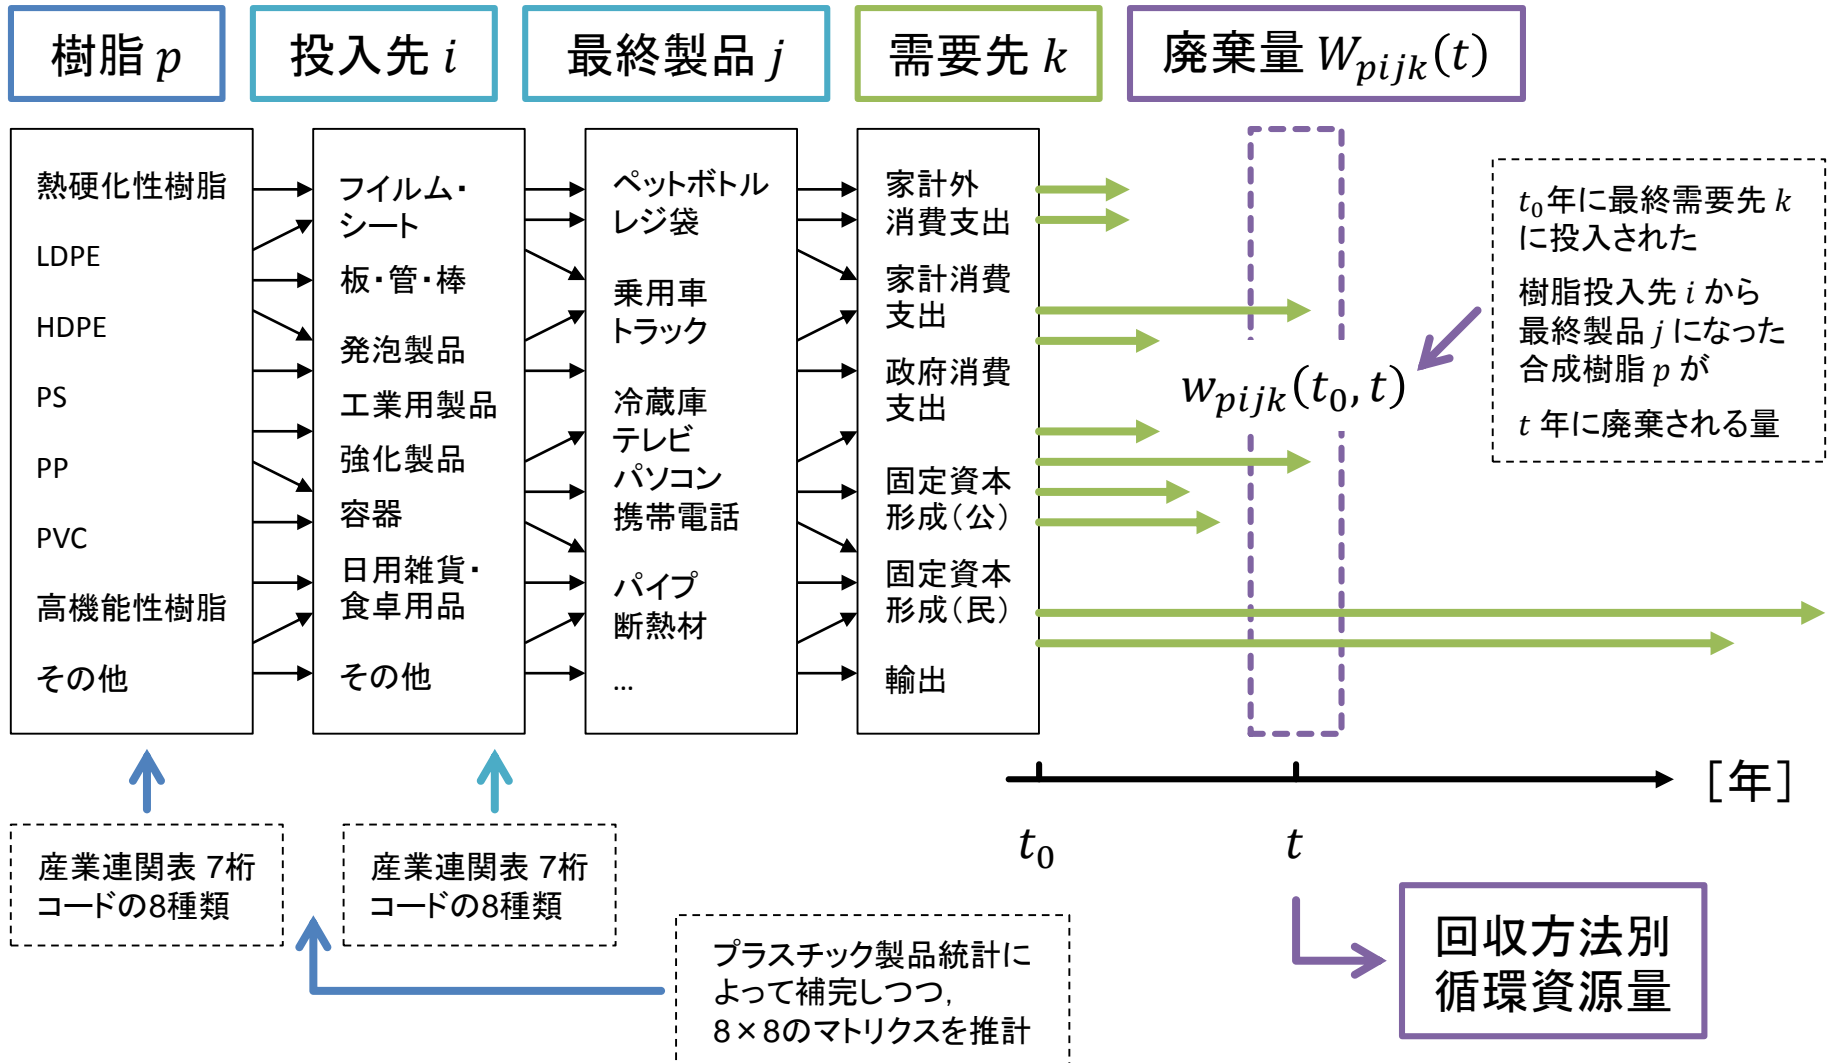 樹脂 p
投入先 i
最終製品 j
需要先 k
廃棄量 W_{pijk}(t)
熱硬化性樹脂
LDPE
HDPE
PS
PP
PVC
高機能性樹脂
その他
フイルム・
シート
板・管・棒
発泡製品
工業用製品
強化製品
容器
日用雑貨・
食卓用品
その他
ペットボトル
レジ袋
乗用車
トラック
冷蔵庫
テレビ
パソコン
携帯電話
パイプ
断熱材
...
家計外
消費支出
家計消費
支出
政府消費
支出
固定資本
形成（公）
固定資本
形成（民）
輸出
w_{pijk}(t_0, t)
t_0年に最終需要先 k
に投入された
樹脂投入先 i から
最終製品 j になった
合成樹脂 p が
t 年に廃棄される量
［年］
t_0
t
産業連関表 7桁
コードの8種類
産業連関表 7桁
コードの8種類
プラスチック製品統計に
よって補完しつつ,
8×8のマトリクスを推計
回収方法別
循環資源量